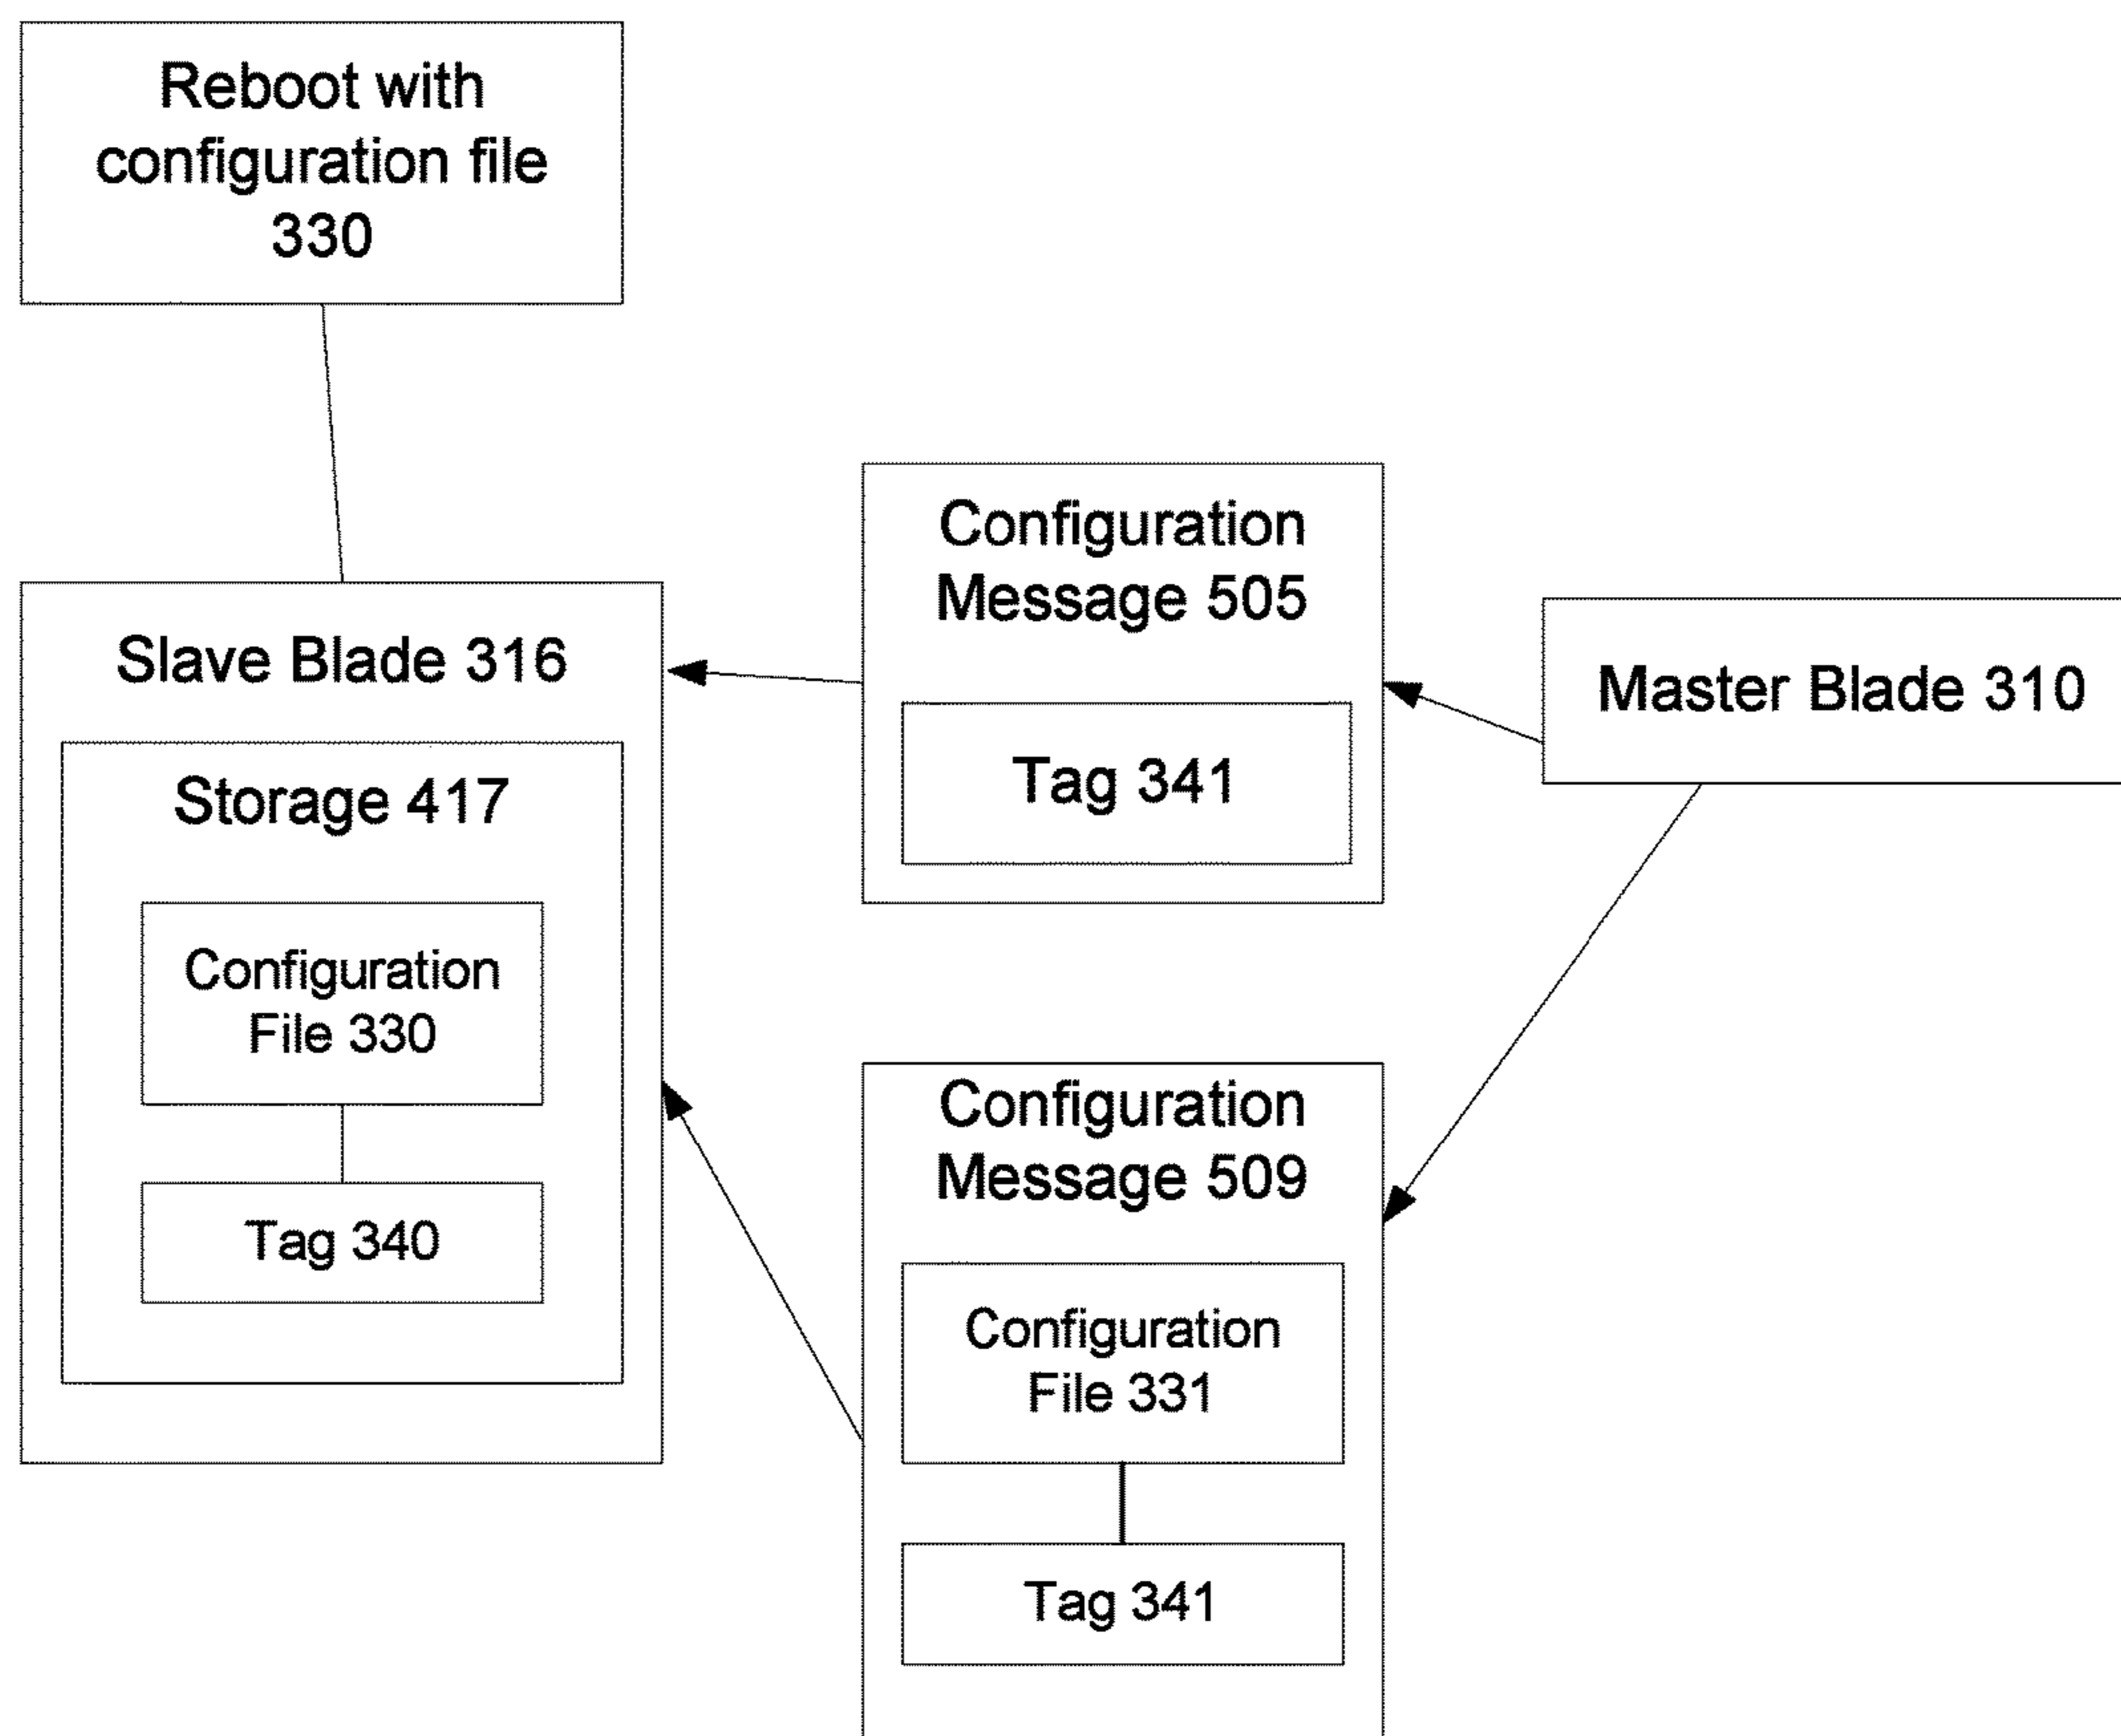 Reboot with
configuration file
330
Slave Blade 316
Storage 417
Configuration
File 330
Tag 340
Configuration
Message 505
Tag 341
Configuration
Message 509
Configuration
File 331
Tag 341
Master Blade 310